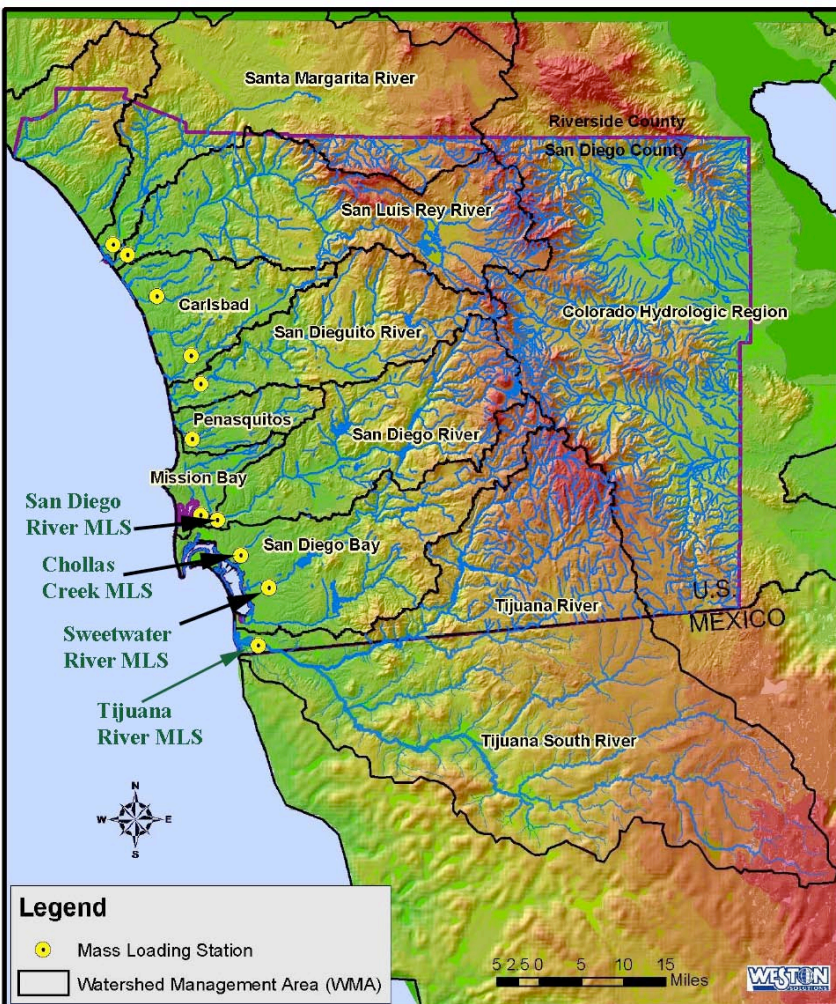 Santa Margarita River
Riverside County
San Diego County
San Luis Rey River
Carlsbad
Colorado Hydrologic Region
San Dieguito River
Penasquitos
San Diego River
Mission Bay
San Diego
River MLS
San Diego Bay
Chollas
Creek MLS
U.S.
MEXICO
Tijuana River
Sweetwater
River MLS
Tijuana
River MLS
Tijuana South River
N
W E
S
Legend
Mass Loading Station
Watershed Management Area (WMA)
5 2.5 0 5 10 15
Miles
WESTON
SOLUTIONS